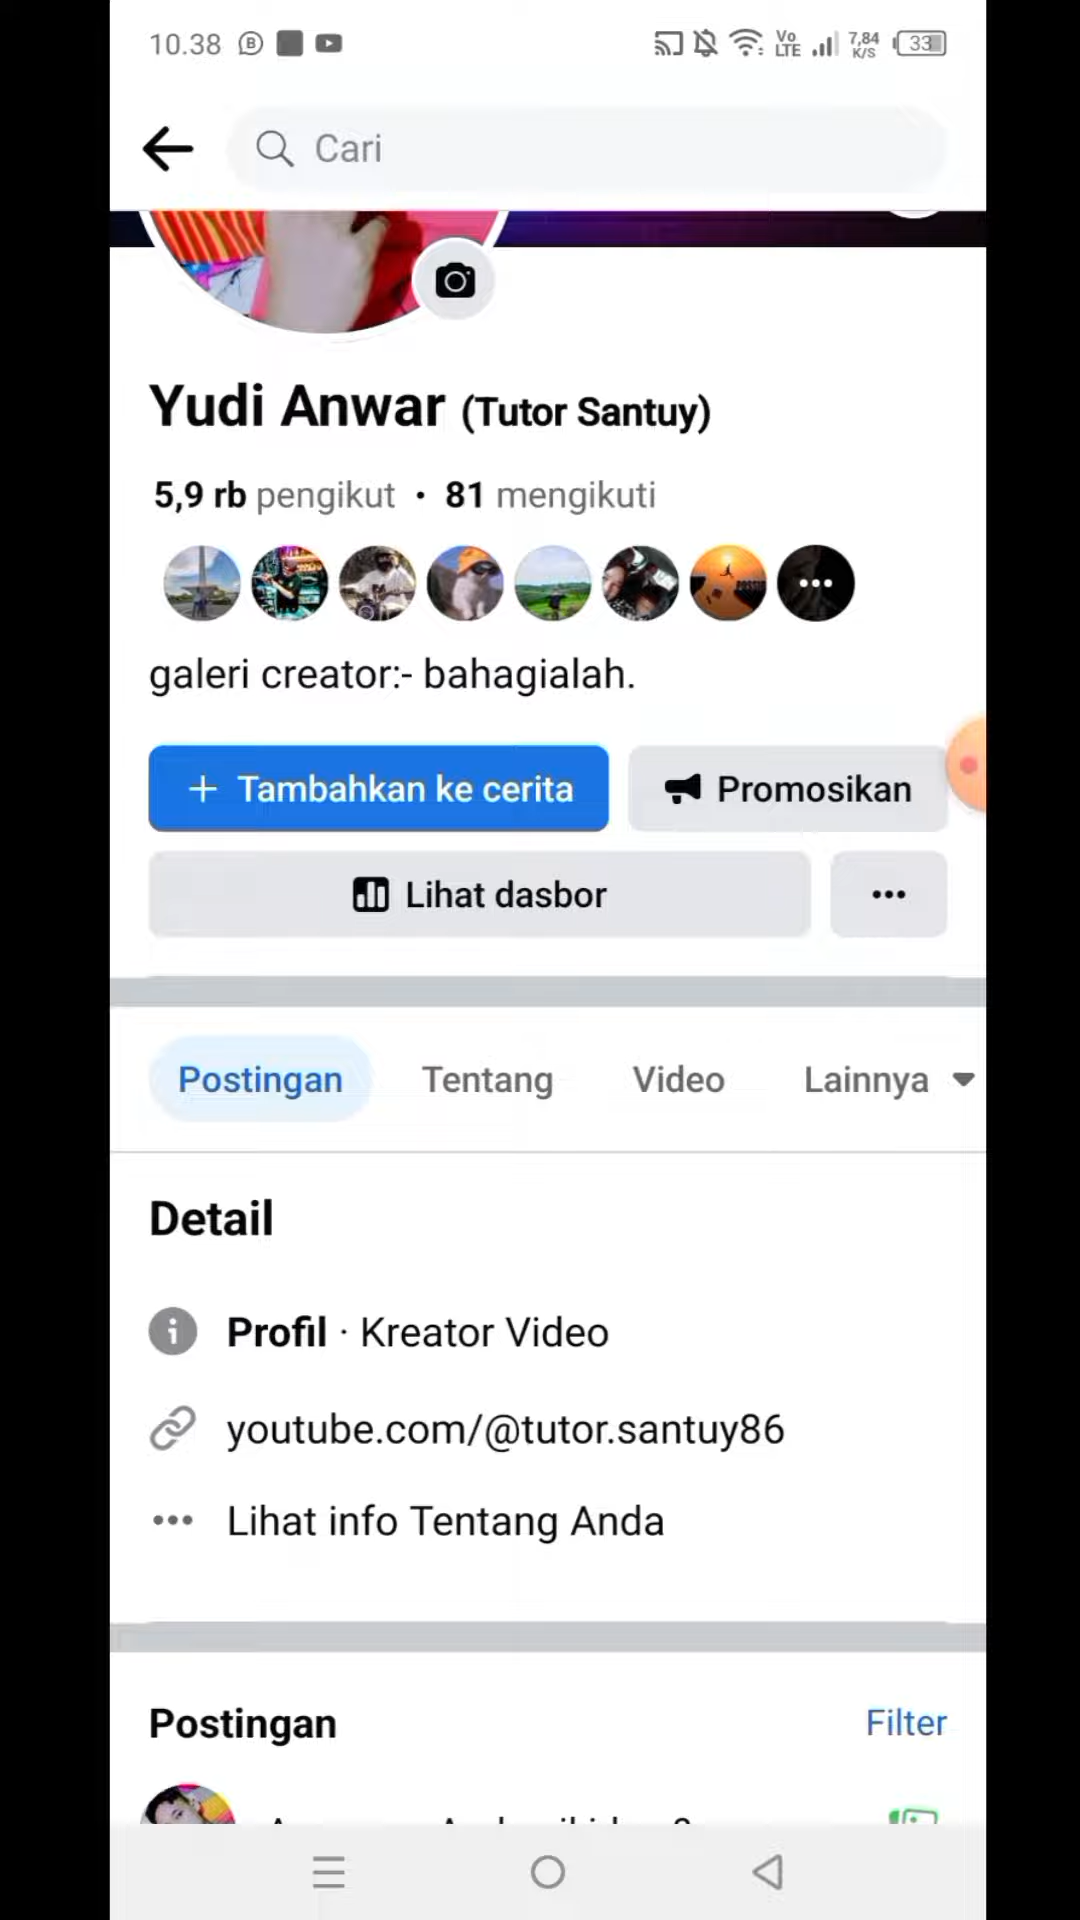 10.38
Vo
LTE
7,84
K/S
33
Cari
Yudi Anwar (Tutor Santuy)
5,9 rb pengikut • 81 mengikuti
galeri creator:- bahagialah.
+ Tambahkan ke cerita
Promosikan
Lihat dasbor
Postingan
Tentang
Video
Lainnya
Detail
Profil · Kreator Video
youtube.com/@tutor.santuy86
Lihat info Tentang Anda
Postingan
Filter